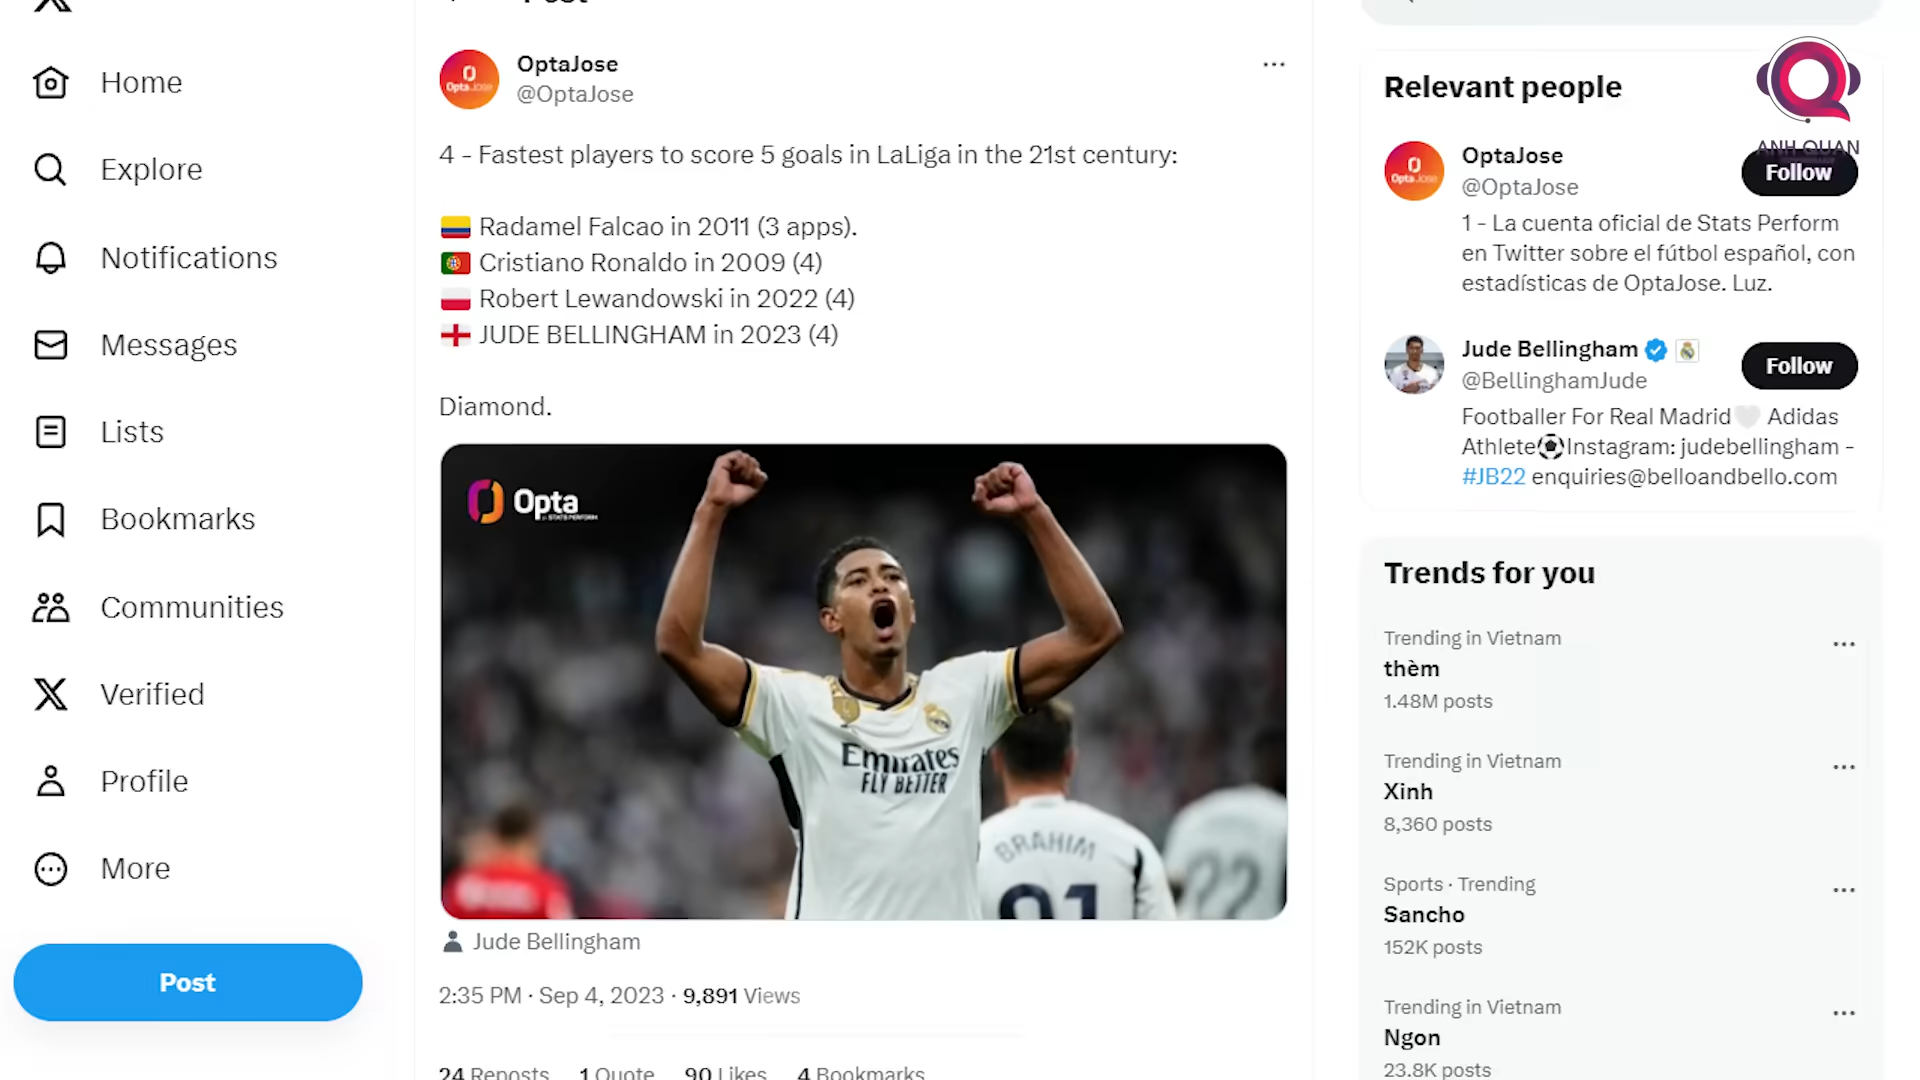 Home
Explore
Notifications
Messages
Lists
Bookmarks
Communities
Verified
Profile
More
Post
Post
OptaJose
@OptaJose
4 - Fastest players to score 5 goals in LaLiga in the 21st century:
Radamel Falcao in 2011 (3 apps).
Cristiano Ronaldo in 2009 (4)
Robert Lewandowski in 2022 (4)
JUDE BELLINGHAM in 2023 (4)
Diamond.
Opta
BY STATS PERFORM
Emirates
FLY BETTER
BRAHIM
22
Jude Bellingham
2:35 PM · Sep 4, 2023 · 9,891 Views
24 Reposts 1 Quote 90 Likes 4 Bookmarks
Relevant people
ANH QUAN
OptaJose
@OptaJose
Follow
1 - La cuenta oficial de Stats Perform
en Twitter sobre el fútbol español, con
estadísticas de OptaJose. Luz.
Jude Bellingham
@BellinghamJude
Follow
Footballer For Real Madrid🤍 Adidas
Athlete⚽Instagram: judebellingham -
#JB22 enquiries@belloandbello.com
Trends for you
Trending in Vietnam
thèm
1.48M posts
Trending in Vietnam
Xinh
8,360 posts
Sports · Trending
Sancho
152K posts
Trending in Vietnam
Ngon
23.8K posts